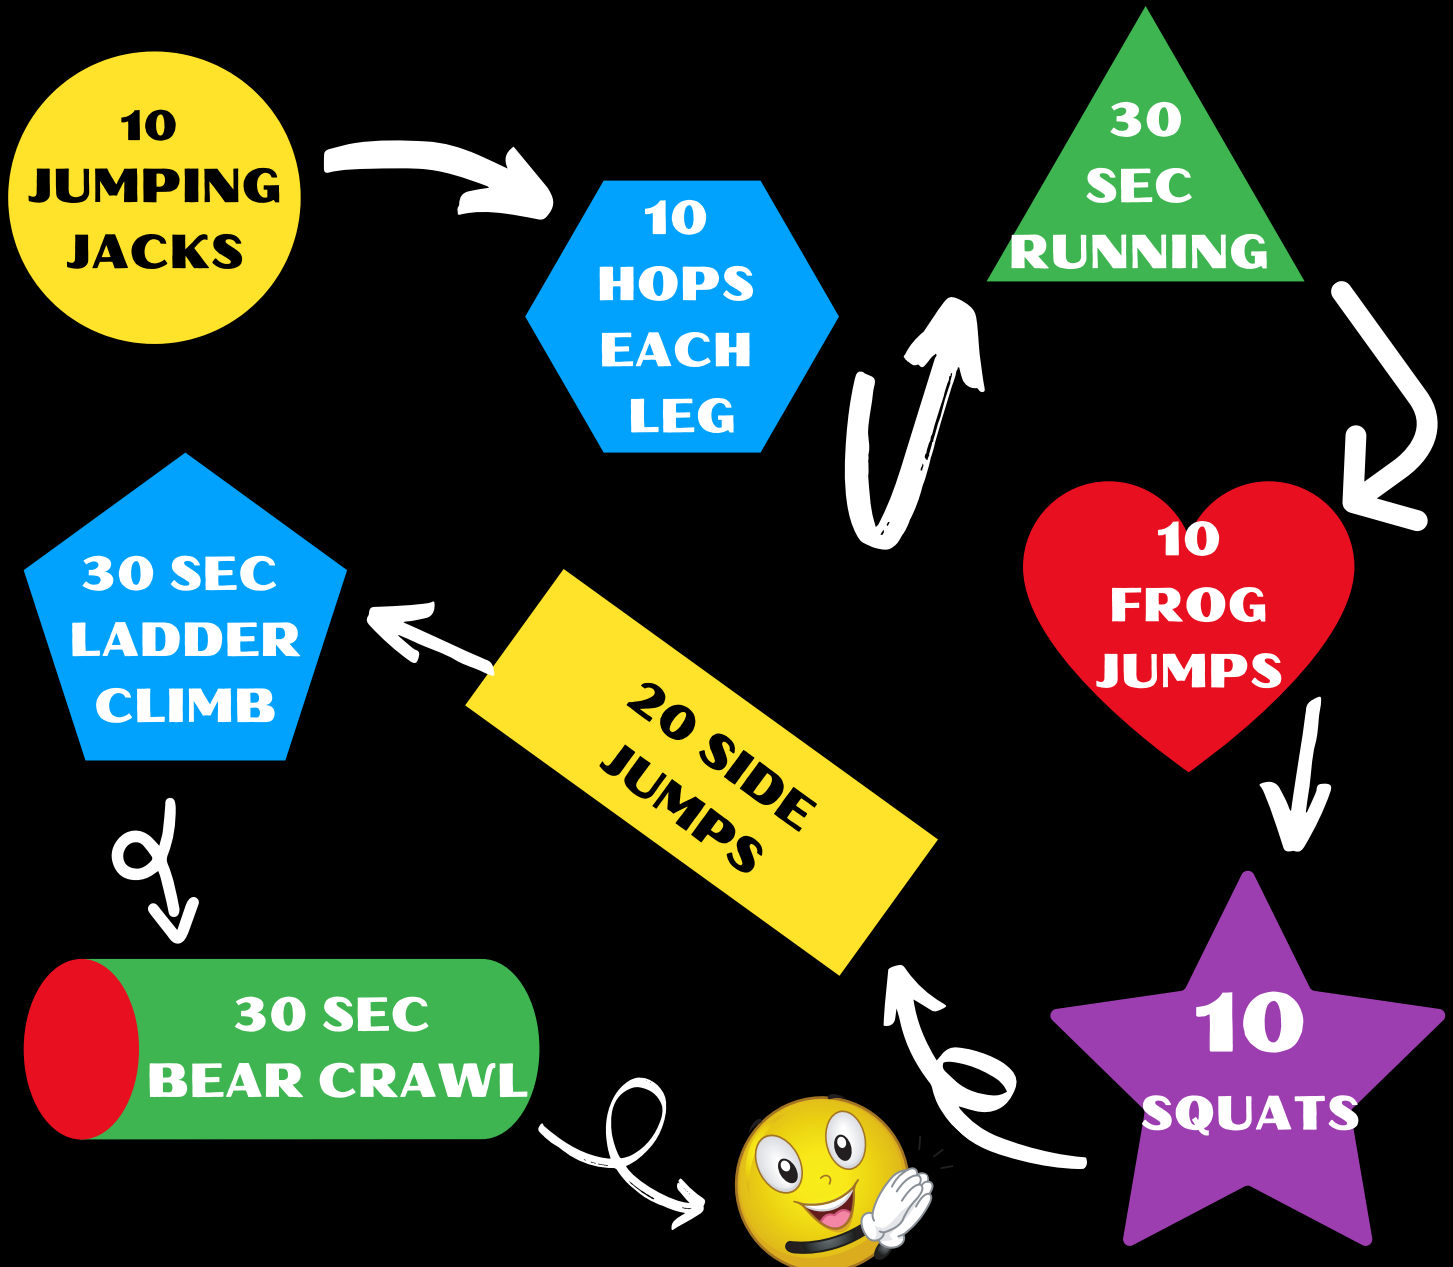 10
JUMPING
JACKS
10
HOPS
EACH
LEG
30
SEC
RUNNING
10
FROG
JUMPS
10
SQUATS
20 SIDE
JUMPS
30 SEC
LADDER
CLIMB
30 SEC
BEAR CRAWL